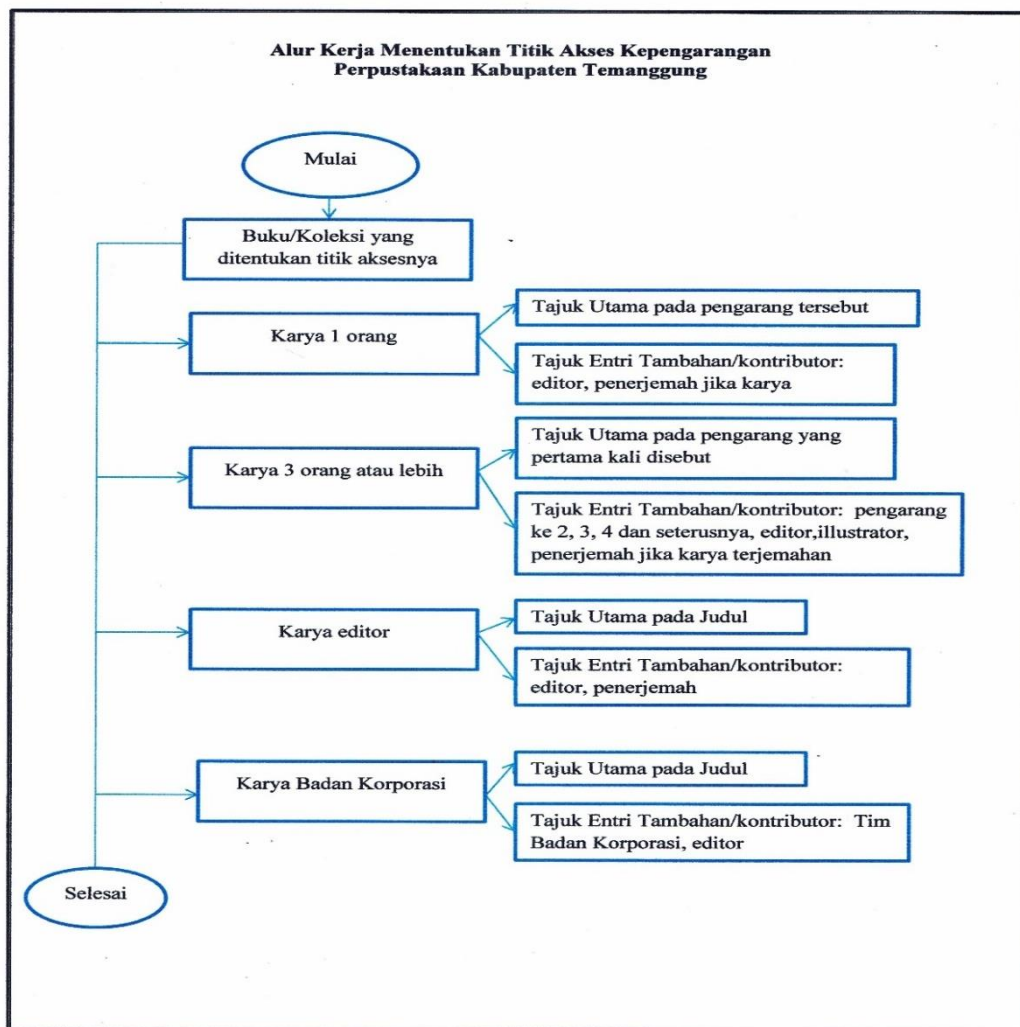 Alur Kerja Menentukan Titik Akses Kepengarangan
Perpustakaan Kabupaten Temanggung
Mulai
Buku/Koleksi yang
ditentukan titik aksesnya
Karya 1 orang
Tajuk Utama pada pengarang tersebut
Tajuk Entri Tambahan/kontributor:
editor, penerjemah jika karya
Karya 3 orang atau lebih
Tajuk Utama pada pengarang yang
pertama kali disebut
Tajuk Entri Tambahan/kontributor: pengarang
ke 2, 3, 4 dan seterusnya, editor,illustrator,
penerjemah jika karya terjemahan
Karya editor
Tajuk Utama pada Judul
Tajuk Entri Tambahan/kontributor:
editor, penerjemah
Karya Badan Korporasi
Tajuk Utama pada Judul
Tajuk Entri Tambahan/kontributor: Tim
Badan Korporasi, editor
Selesai